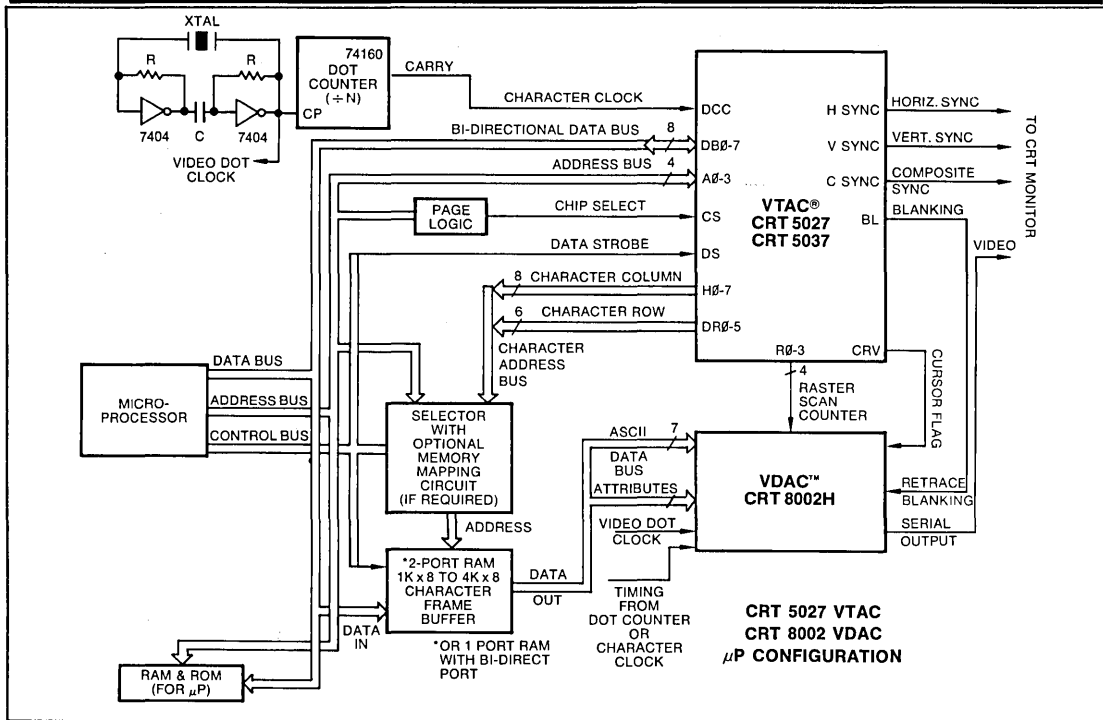 XTAL
R
R
7404
C
7404
VIDEO DOT
CLOCK
74160
DOT
COUNTER
(÷N)
CP
CARRY
CHARACTER CLOCK
BI-DIRECTIONAL DATA BUS
8
ADDRESS BUS
4
PAGE
LOGIC
CHIP SELECT
DATA STROBE
8
CHARACTER COLUMN
6
CHARACTER ROW
CHARACTER
ADDRESS
BUS
DCC
DBØ-7
AØ-3
CS
DS
HØ-7
DRØ-5
VTAC®
CRT 5027
CRT 5037
H SYNC
V SYNC
C SYNC
BL
RØ-3
CRV
HORIZ. SYNC
VERT. SYNC
COMPOSITE
SYNC
BLANKING
VIDEO
TO CRT MONITOR
4
RASTER
SCAN
COUNTER
CURSOR FLAG
MICRO-
PROCESSOR
DATA BUS
ADDRESS BUS
CONTROL BUS
SELECTOR
WITH
OPTIONAL
MEMORY
MAPPING
CIRCUIT
(IF REQUIRED)
ADDRESS
ASCII
7
DATA
BUS
ATTRIBUTES
VIDEO DOT
CLOCK
VDAC™
CRT 8002H
RETRACE
BLANKING
SERIAL
OUTPUT
*2-PORT RAM
1K x 8 TO 4K x 8
CHARACTER
FRAME
BUFFER
DATA
OUT
DATA
IN
*OR 1 PORT RAM
WITH BI-DIRECT
PORT
TIMING
FROM
DOT COUNTER
OR
CHARACTER
CLOCK
RAM & ROM
(FOR µP)
CRT 5027 VTAC
CRT 8002 VDAC
µP CONFIGURATION